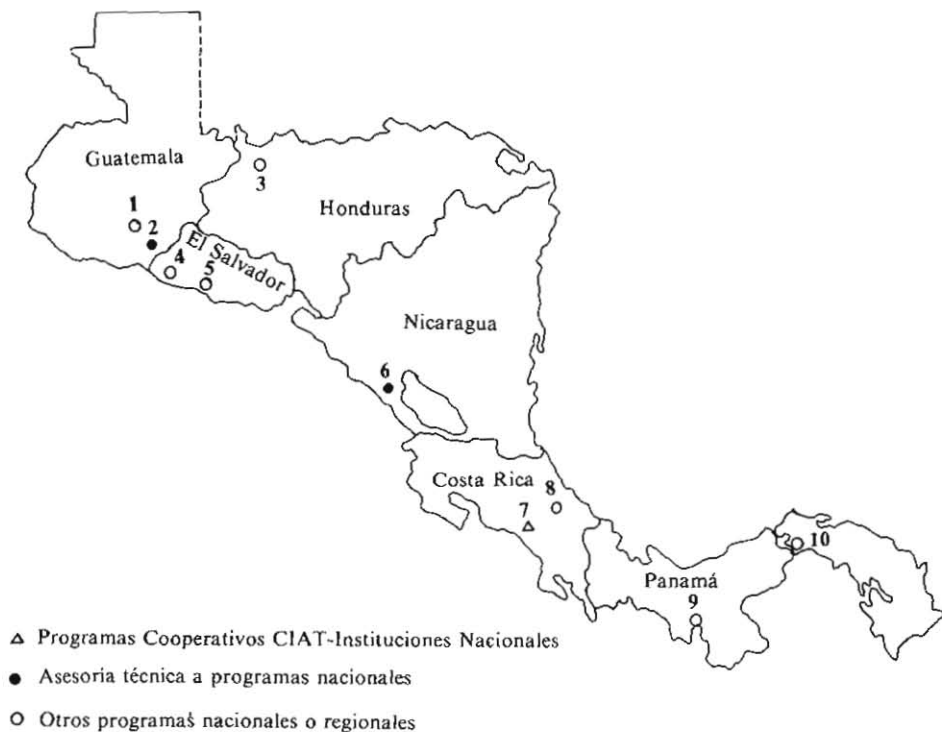 Guatemala
1
2
3
Honduras
El Salvador
4
5
Nicaragua
6
Costa Rica
7
8
Panamá
9
10
△ Programas Cooperativos CIAT-Instituciones Nacionales
● Asesoria técnica a programas nacionales
○ Otros programas nacionales o regionales